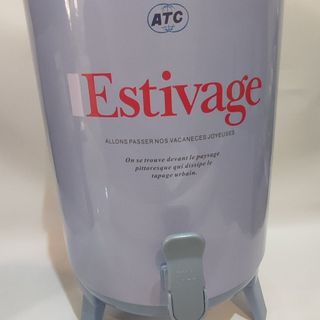 ATC
Estivage
ALLONS PASSER NOS VACANECES JOYEUSES
On se trouve devant le paysage
pittoresque qui dissipe le
tapage urbain.